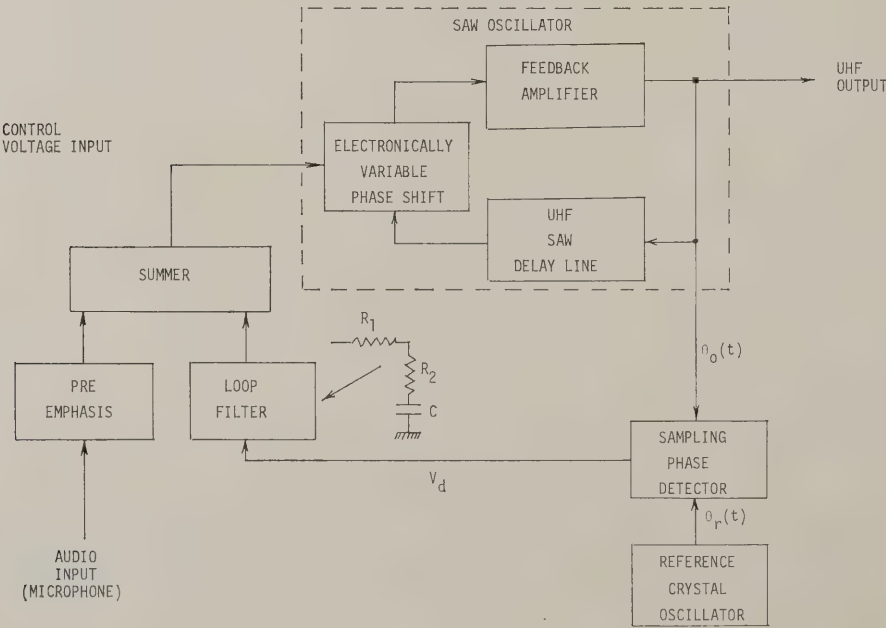 SAW OSCILLATOR
FEEDBACK
AMPLIFIER
UHF
OUTPUT
CONTROL
VOLTAGE INPUT
ELECTRONICALLY
VARIABLE
PHASE SHIFT
UHF
SAW
DELAY LINE
SUMMER
R1
R2
C
θo(t)
PRE
EMPHASIS
LOOP
FILTER
SAMPLING
PHASE
DETECTOR
Vd
θr(t)
AUDIO
INPUT
(MICROPHONE)
REFERENCE
CRYSTAL
OSCILLATOR